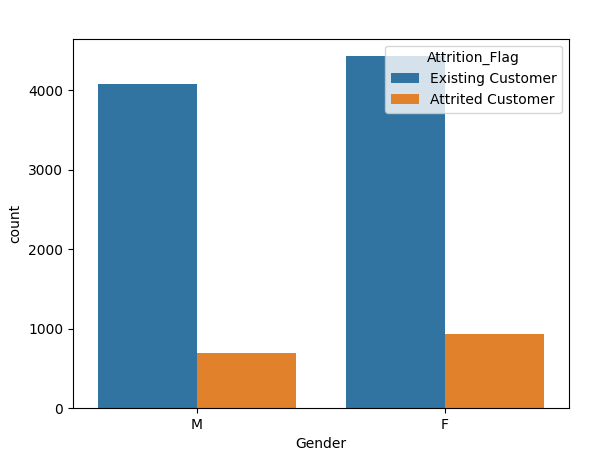 Attrition_Flag
Existing Customer
Attrited Customer
4000
3000
2000
1000
0
count
M F
Gender